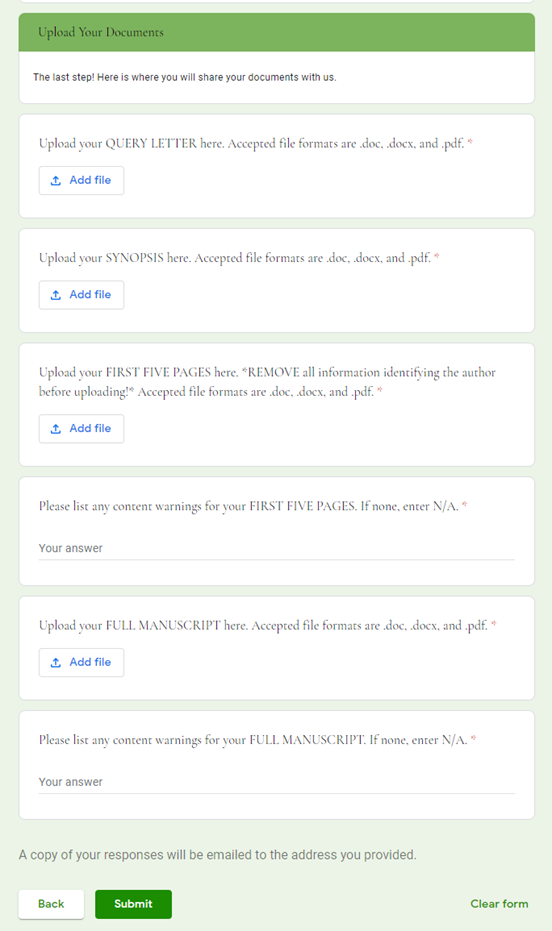 Upload Your Documents
The last step! Here is where you will share your documents with us.
Upload your QUERY LETTER here. Accepted file formats are .doc, .docx, and .pdf. *
Add file
Upload your SYNOPSIS here. Accepted file formats are .doc, .docx, and .pdf. *
Add file
Upload your FIRST FIVE PAGES here. *REMOVE all information identifying the author
before uploading!* Accepted file formats are .doc, .docx, and .pdf. *
Add file
Please list any content warnings for your FIRST FIVE PAGES. If none, enter N/A. *
Your answer
Upload your FULL MANUSCRIPT here. Accepted file formats are .doc, .docx, and .pdf. *
Add file
Please list any content warnings for your FULL MANUSCRIPT. If none, enter N/A. *
Your answer
A copy of your responses will be emailed to the address you provided.
Back Submit Clear form